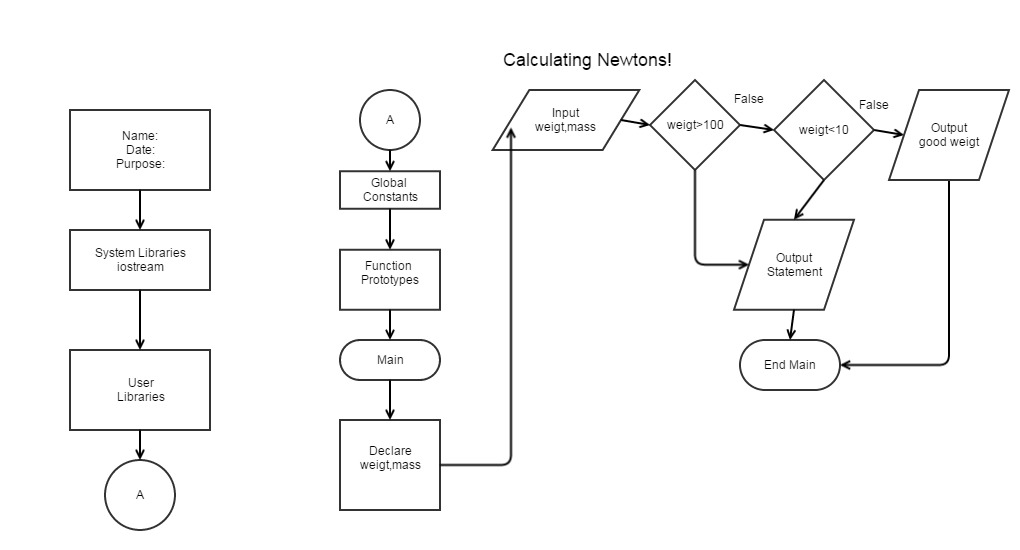 Calculating Newtons!
Name:
Date:
Purpose:
System Libraries
iostream
User
Libraries
A
A
Global
Constants
Function
Prototypes
Main
Declare
weigt,mass
Input
weigt,mass
weigt>100
False
weigt<10
False
Output
good weigt
Output
Statement
End Main